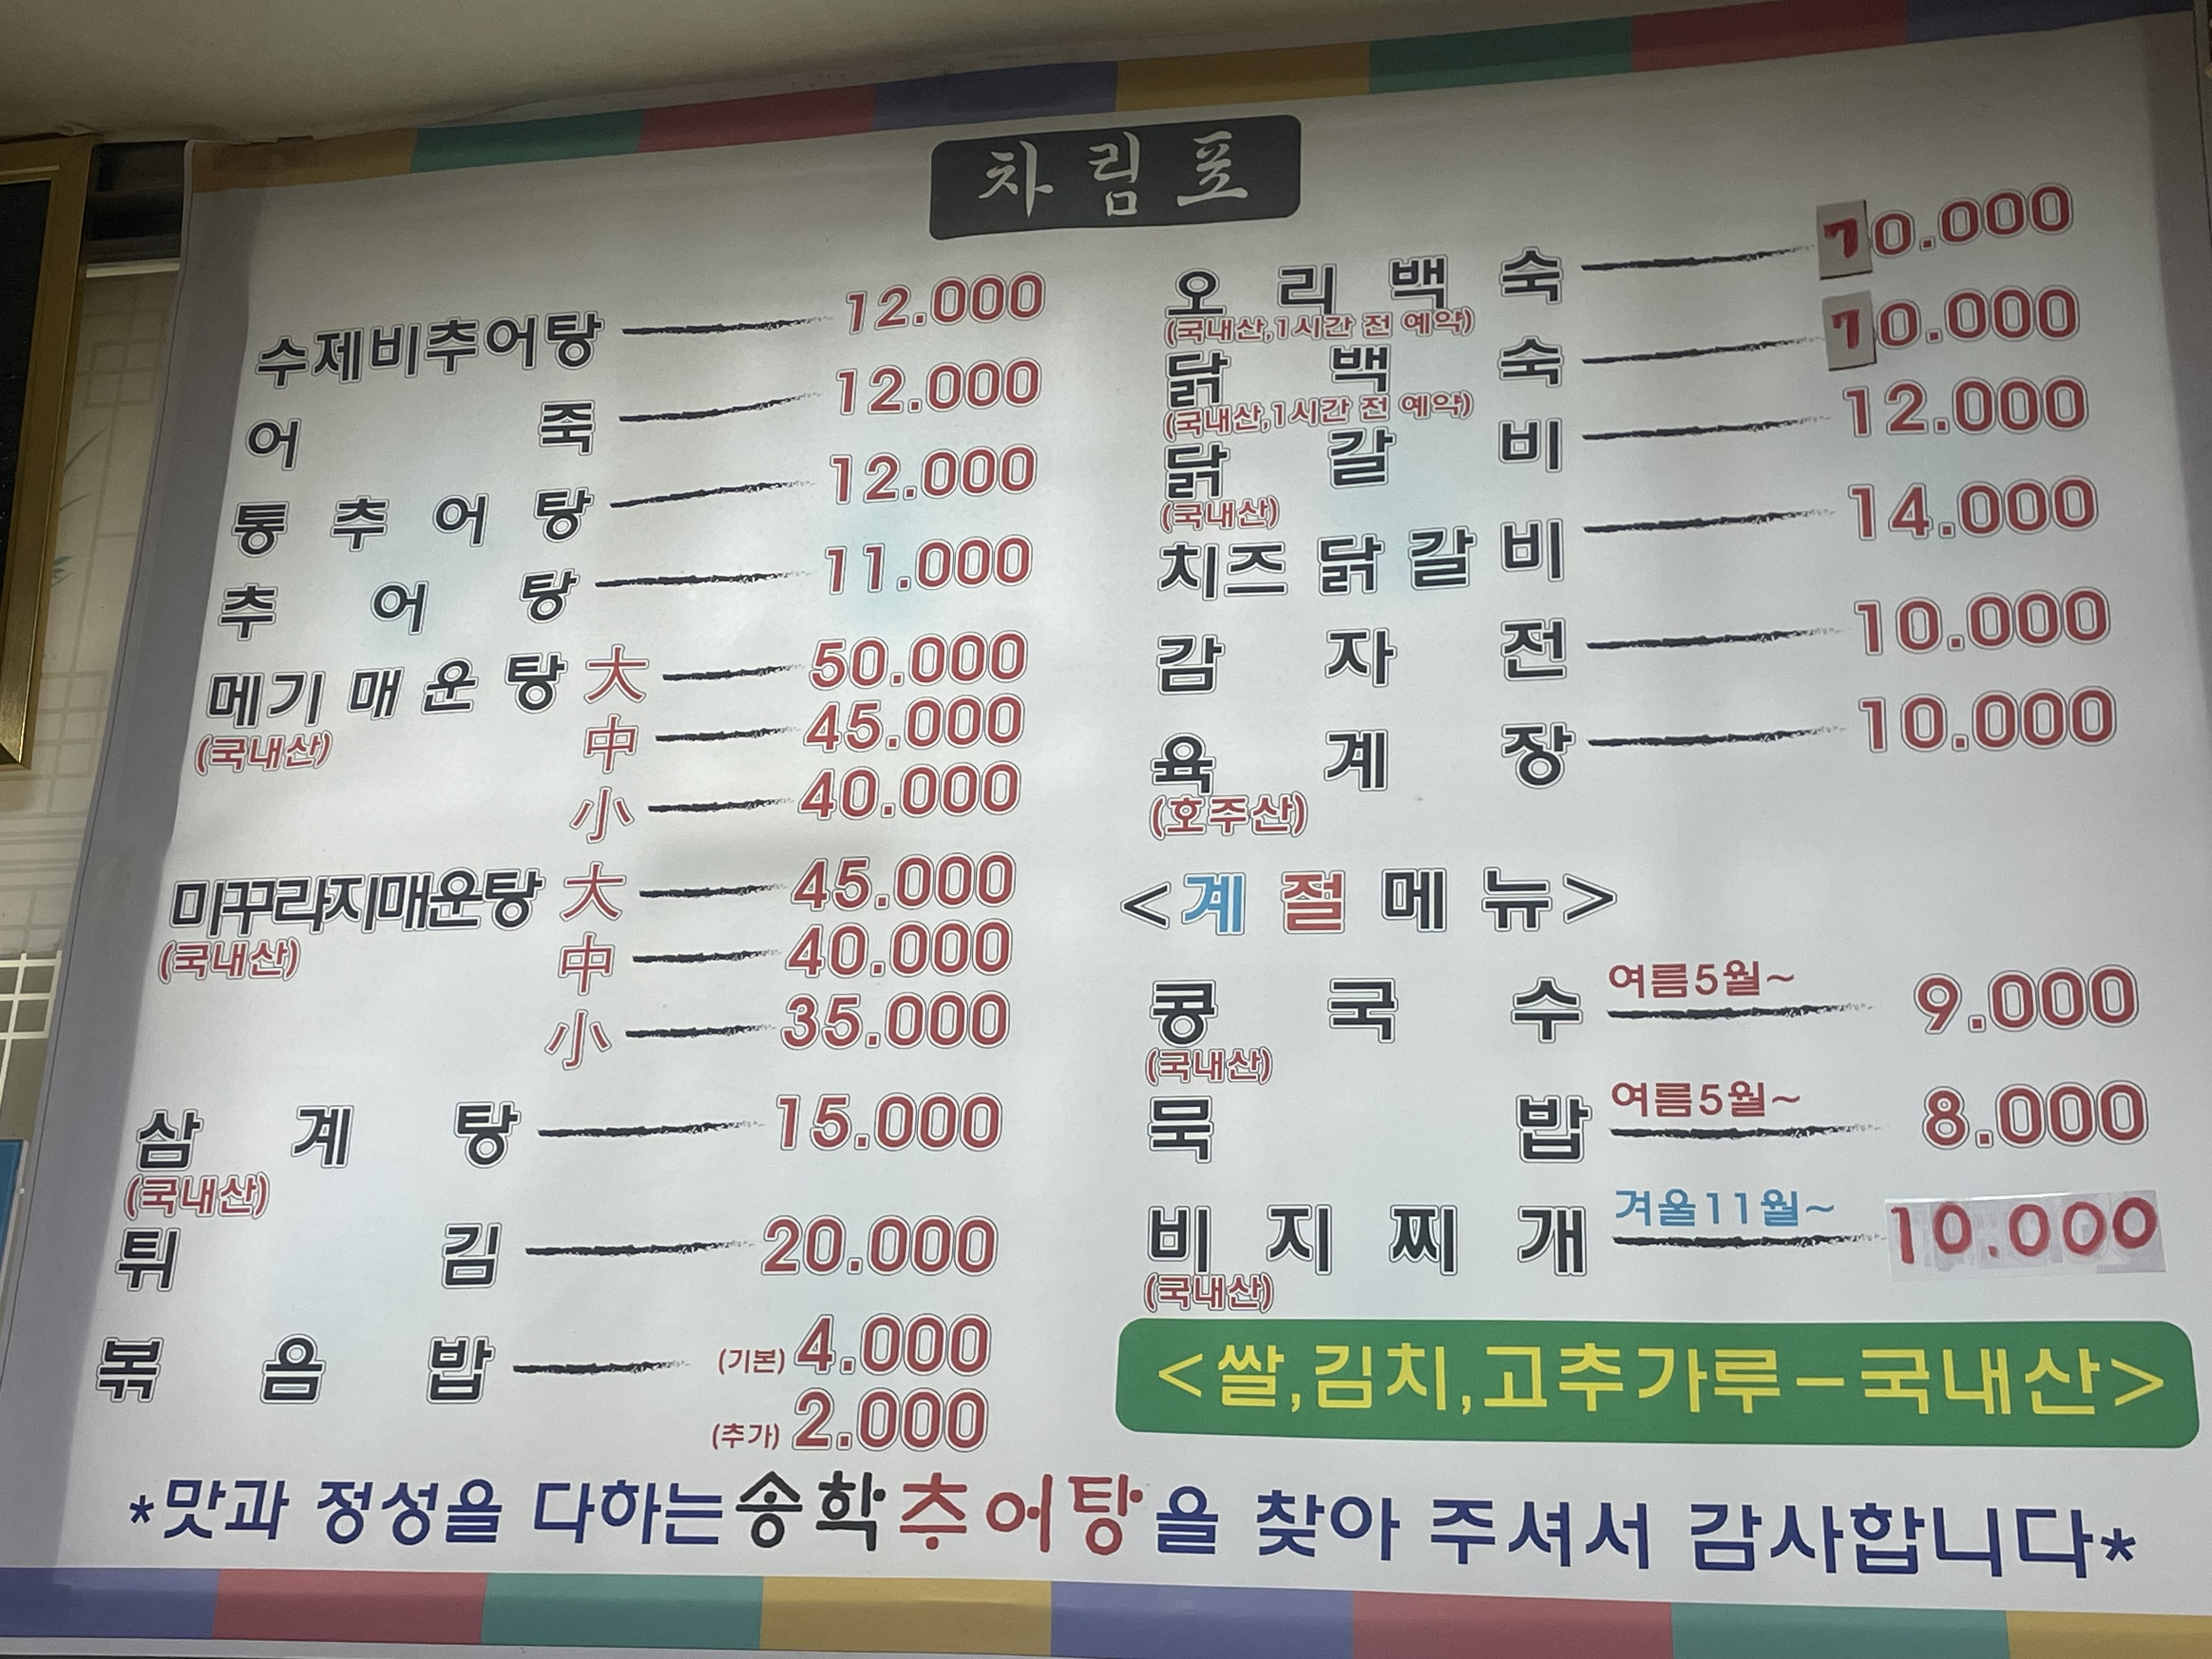 차림표
수제비추어탕 12.000
어죽 12.000
통추어탕 12.000
추어탕 11.000
메기매운탕 大 50.000
(국내산) 中 45.000
小 40.000
미꾸라지매운탕 大 45.000
(국내산) 中 40.000
小 35.000
삼계탕 15.000
(국내산)
튀김 20.000
볶음밥 (기본) 4.000
(추가) 2.000
오리백숙 70.000
(국내산,1시간 전 예약)
닭백숙 70.000
(국내산,1시간 전 예약)
닭갈비 12.000
(국내산)
치즈닭갈비 14.000
감자전 10.000
육계장 10.000
(호주산)
<계절메뉴>
콩국수 여름5월~ 9.000
(국내산)
묵밥 여름5월~ 8.000
비지찌개 겨울11월~ 10.000
(국내산)
<쌀,김치,고추가루-국내산>
*맛과 정성을 다하는 송학추어탕을 찾아 주셔서 감사합니다*